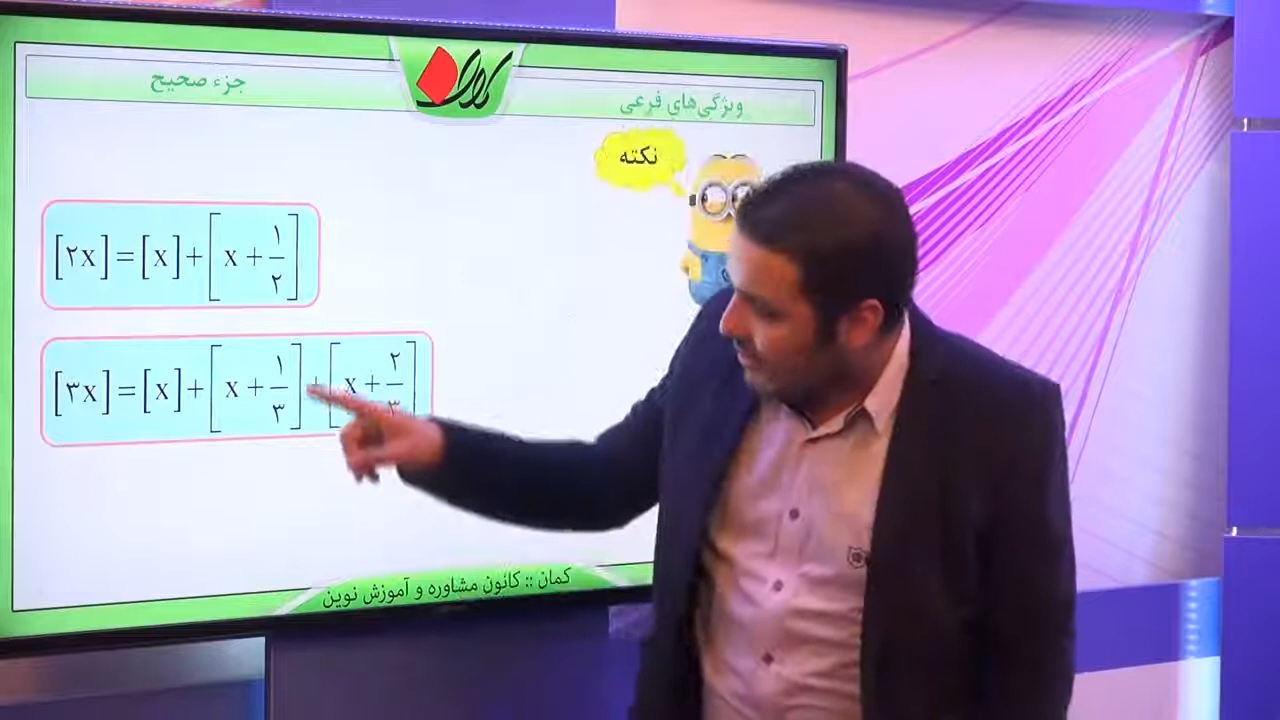 ویژگی‌های فرعی
جزء صحیح
نکته
[۲x]=[x]+[x+۱/۲]
[۳x]=[x]+[x+۱/۳]+[x+۲/۳]
کمان :: کانون مشاوره و آموزش نوین